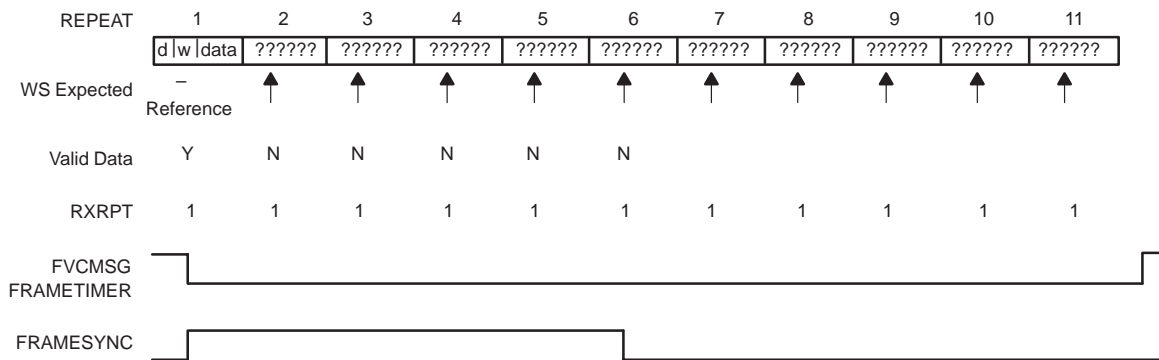 REPEAT 1 2 3 4 5 6 7 8 9 10 11
d w data ?????? ?????? ?????? ?????? ?????? ?????? ?????? ?????? ?????? ??????
WS Expected –
Reference
Valid Data Y N N N N N
RXRPT 1 1 1 1 1 1 1 1 1 1 1
FVCMSG
FRAMETIMER
FRAMESYNC